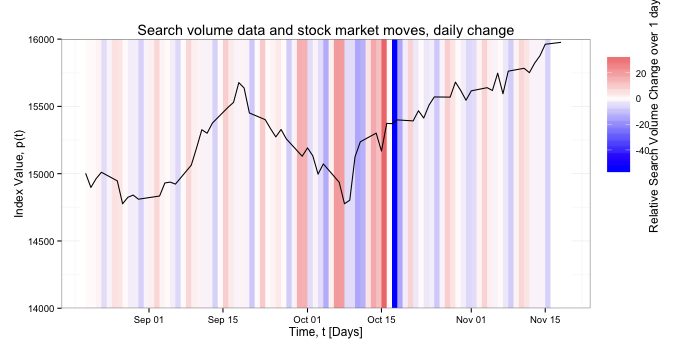 Search volume data and stock market moves, daily change
Index Value, p(t)
16000
15500
15000
14500
14000
Sep 01
Sep 15
Oct 01
Oct 15
Nov 01
Nov 15
Time, t [Days]
Relative Search Volume Change over 1 day
20
0
-20
-40